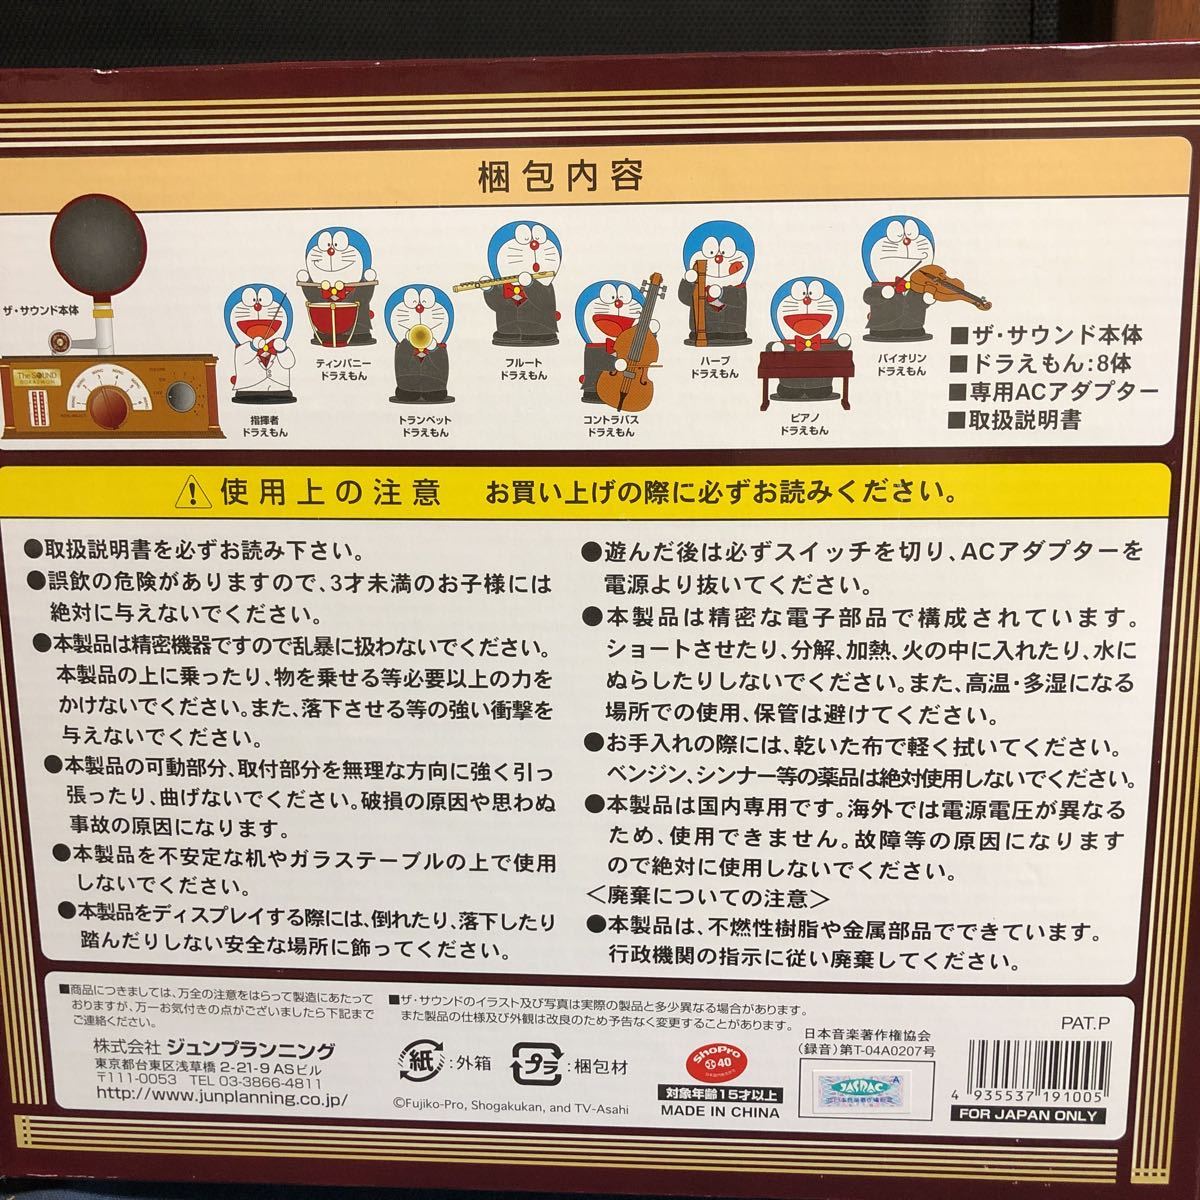 梱包内容
ザ・サウンド本体
The SOUND
DORAEMON
指揮者
ドラえもん
ティンパニー
ドラえもん
トランペット
ドラえもん
フルート
ドラえもん
コントラバス
ドラえもん
ハープ
ドラえもん
ピアノ
ドラえもん
バイオリン
ドラえもん
■ザ・サウンド本体
■ドラえもん:8体
■専用ACアダプター
■取扱説明書
使用上の注意 お買い上げの際に必ずお読みください。
●取扱説明書を必ずお読み下さい。
●誤飲の危険がありますので、3才未満のお子様には
絶対に与えないでください。
●本製品は精密機器ですので乱暴に扱わないでください。
本製品の上に乗ったり、物を乗せる等必要以上の力を
かけないでください。また、落下させる等の強い衝撃を
与えないでください。
●本製品の可動部分、取付部分を無理な方向に強く引っ
張ったり、曲げないでください。破損の原因や思わぬ
事故の原因になります。
●本製品を不安定な机やガラステーブルの上で使用
しないでください。
●本製品をディスプレイする際には、倒れたり、落下したり
踏んだりしない安全な場所に飾ってください。
●遊んだ後は必ずスイッチを切り、ACアダプターを
電源より抜いてください。
●本製品は精密な電子部品で構成されています。
ショートさせたり、分解、加熱、火の中に入れたり、水に
ぬらしたりしないでください。また、高温・多湿になる
場所での使用、保管は避けてください。
●お手入れの際には、乾いた布で軽く拭いてください。
ベンジン、シンナー等の薬品は絶対使用しないでください。
●本製品は国内専用です。海外では電源電圧が異なる
ため、使用できません。故障等の原因になります
ので絶対に使用しないでください。
＜廃棄についての注意＞
●本製品は、不燃性樹脂や金属部品でできています。
行政機関の指示に従い廃棄してください。
■商品につきましては、万全の注意をはらって製造にあたって
おりますが、万一お気付きの点がございましたら下記まで
ご連絡ください。
株式会社 ジュンプランニング
東京都台東区浅草橋 2-21-9 ASビル
〒111-0053 TEL 03-3866-4811
http://www.junplanning.co.jp/
■ザ・サウンドのイラスト及び写真は実際の製品と多少異なる場合があります。
また製品の仕様及び外観は改良のため予告なく変更することがあります。
紙:外箱
プラ:梱包材
©Fujiko-Pro, Shogakukan, and TV-Asahi
ShoPro
40
対象年齢15才以上
MADE IN CHINA
日本音楽著作権協会
(録音)第T-04A0207号
JASRAC
A
PAT.P
4 935537 191005
FOR JAPAN ONLY